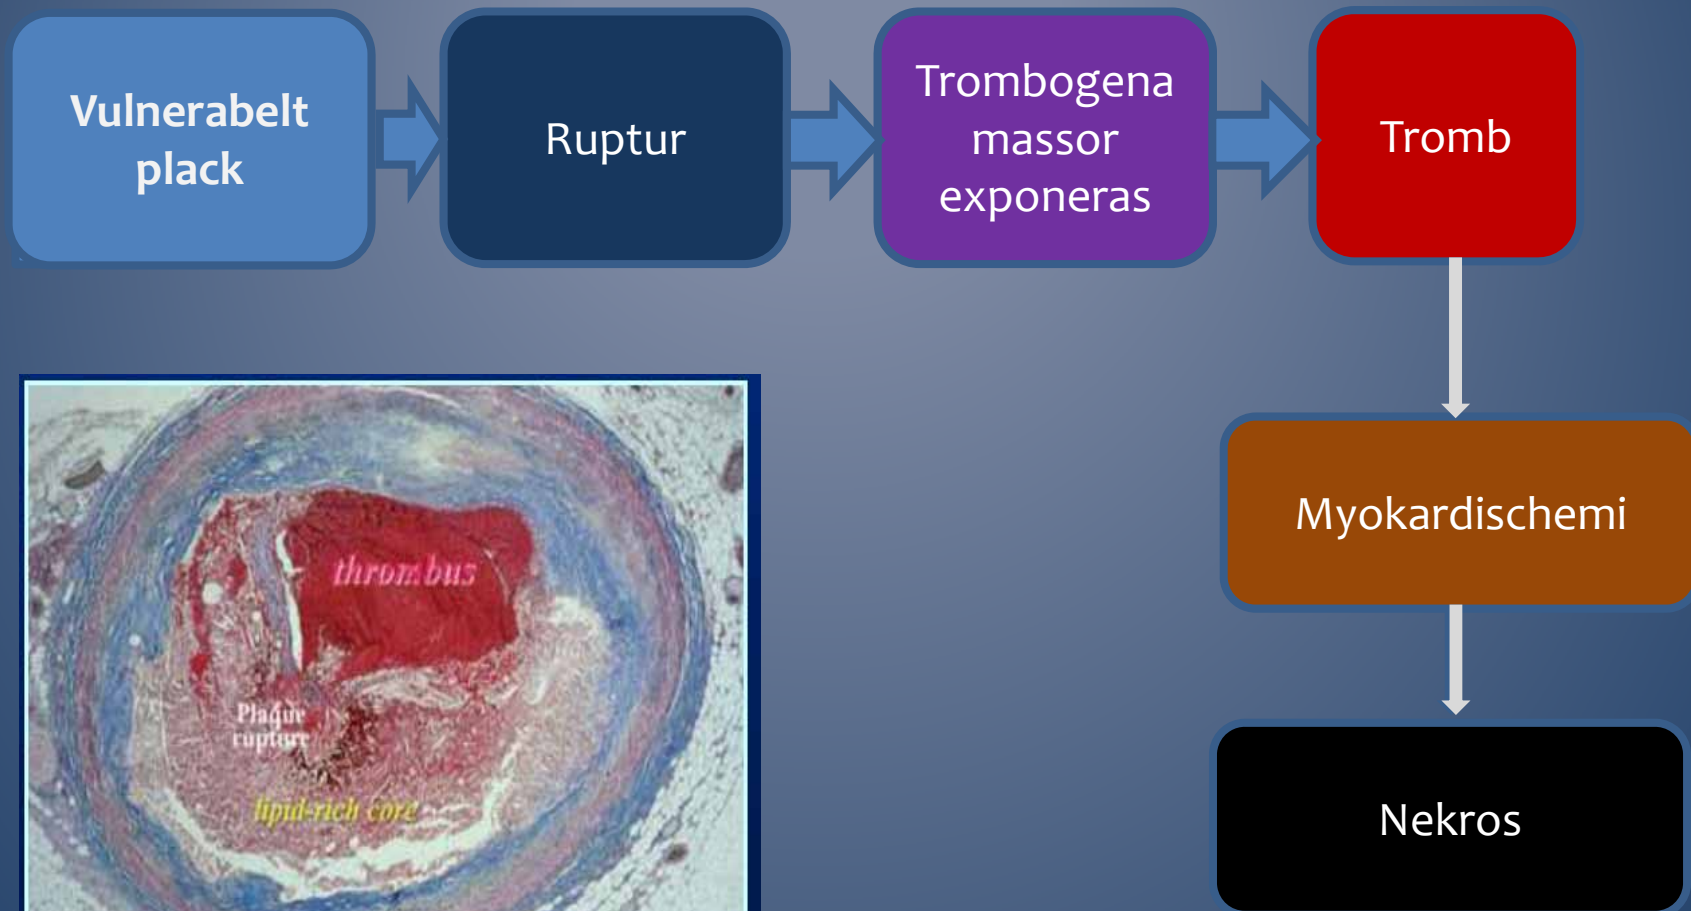 Vulnerabelt
plack
Ruptur
Trombogena
massor
exponeras
Tromb
thrombus
Plaque
rupture
lipid-rich core
Myokardischemi
Nekros